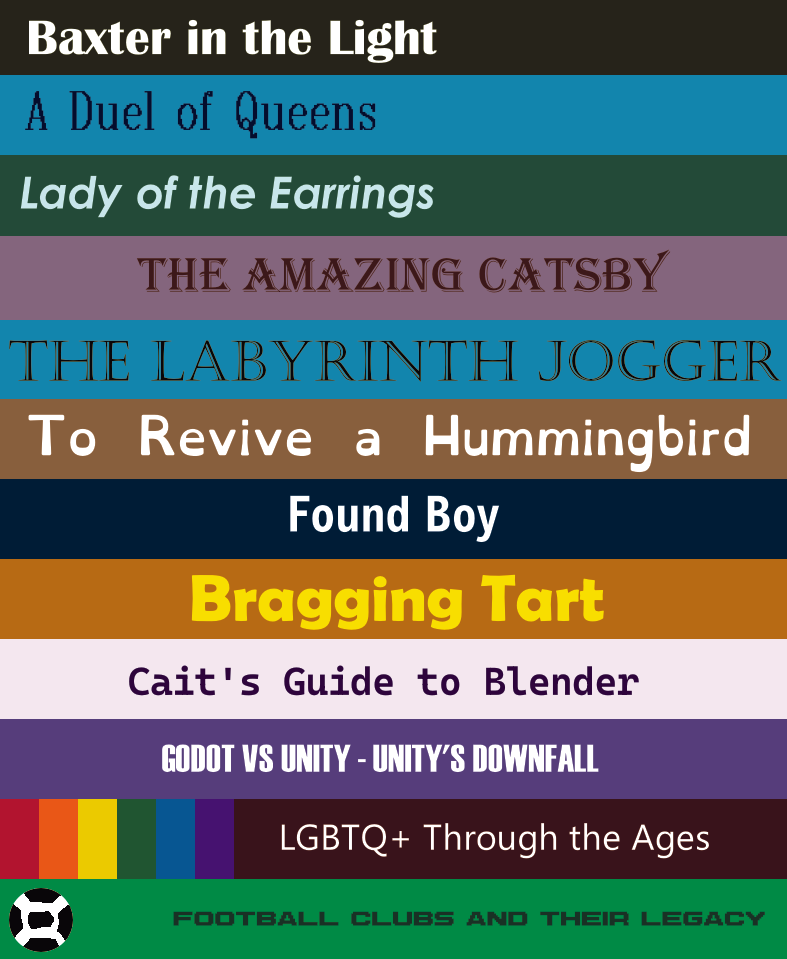 Baxter in the Light
A Duel of Queens
Lady of the Earrings
THE AMAZING CATSBY
THE LABYRINTH JOGGER
To Revive a Hummingbird
Found Boy
Bragging Tart
Cait's Guide to Blender
GODOT VS UNITY - UNITY'S DOWNFALL
LGBTQ+ Through the Ages
FOOTBALL CLUBS AND THEIR LEGACY